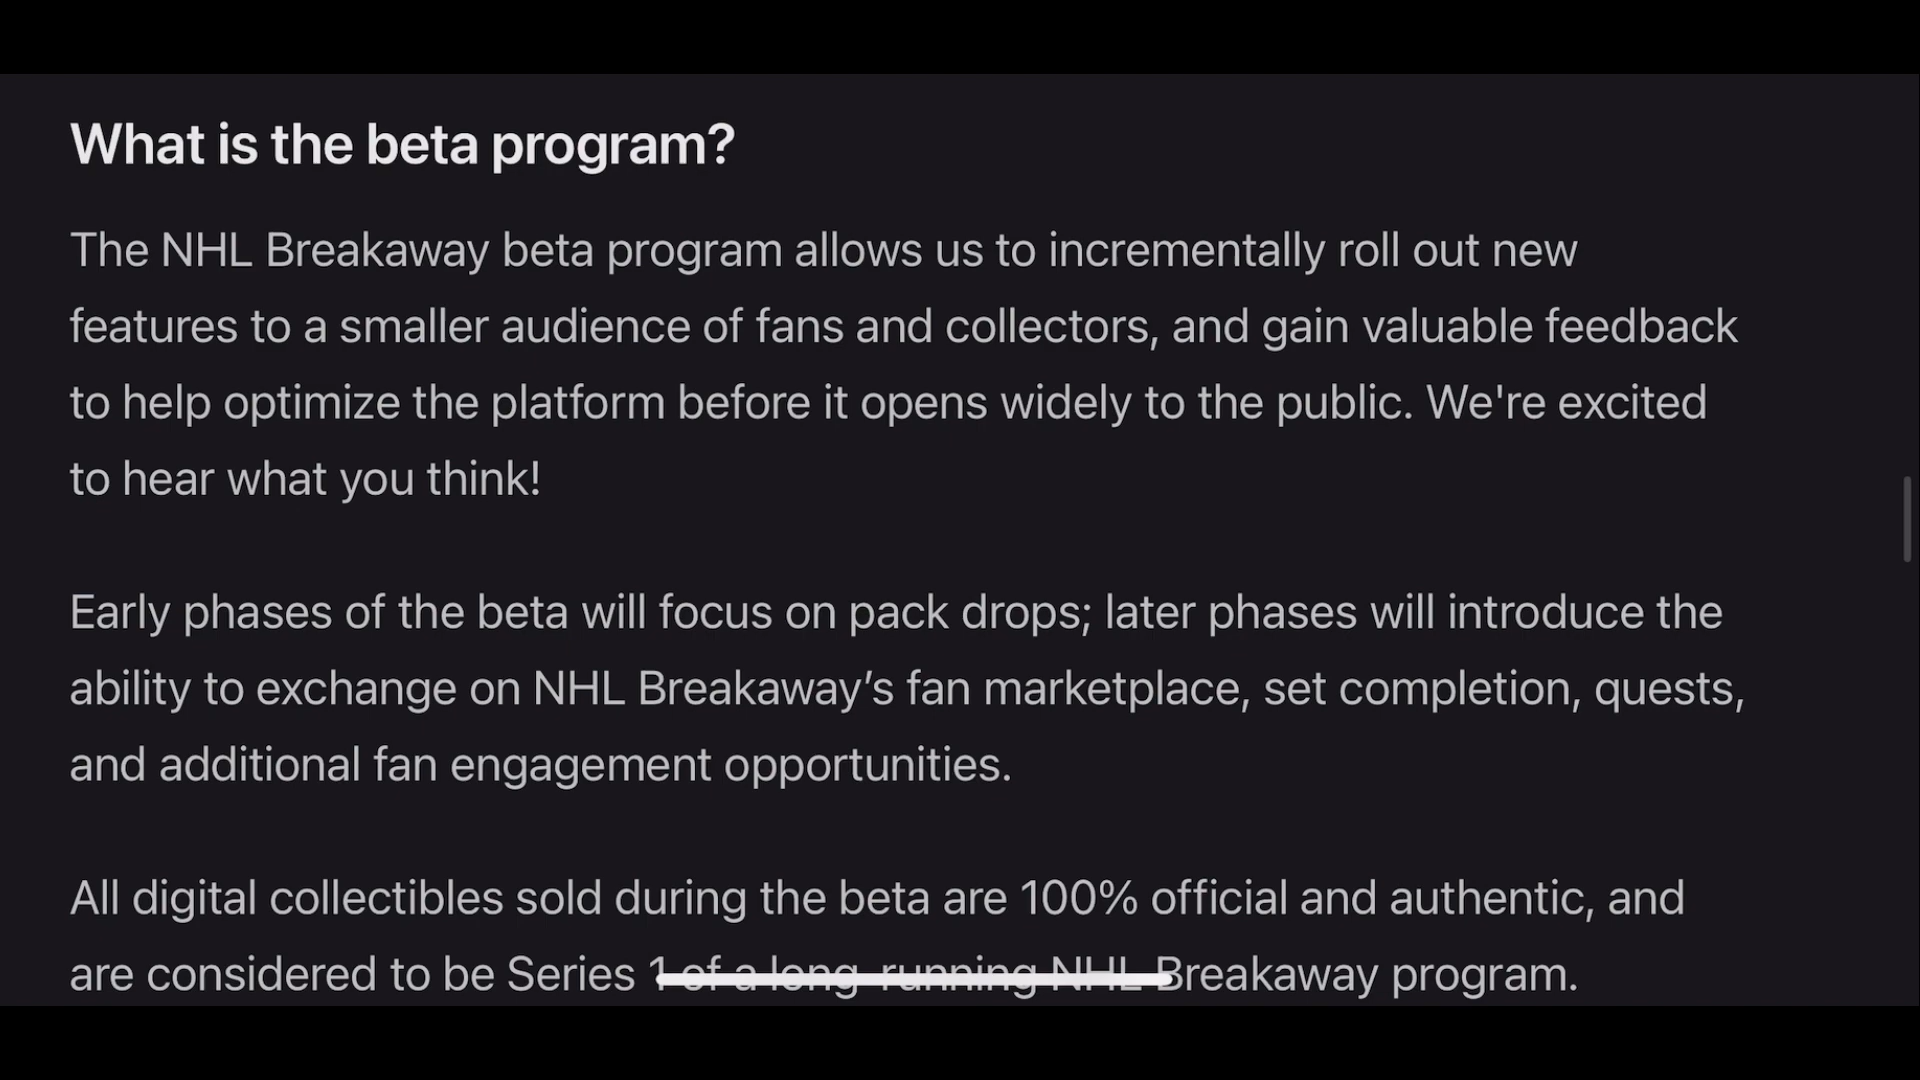 What is the beta program?
The NHL Breakaway beta program allows us to incrementally roll out new
features to a smaller audience of fans and collectors, and gain valuable feedback
to help optimize the platform before it opens widely to the public. We're excited
to hear what you think!
Early phases of the beta will focus on pack drops; later phases will introduce the
ability to exchange on NHL Breakaway’s fan marketplace, set completion, quests,
and additional fan engagement opportunities.
All digital collectibles sold during the beta are 100% official and authentic, and
are considered to be Series 1 of a long-running NHL Breakaway program.